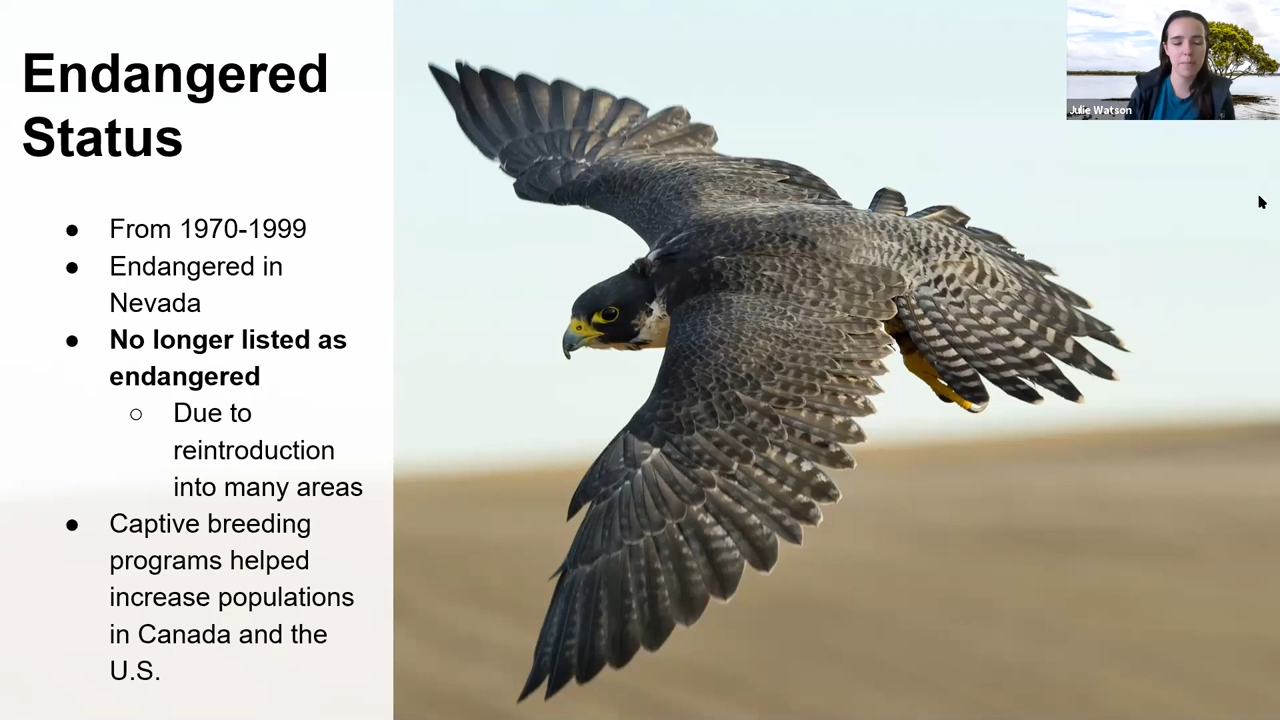 Endangered
Status
● From 1970-1999
● Endangered in
Nevada
● No longer listed as
endangered
○ Due to
reintroduction
into many areas
● Captive breeding
programs helped
increase populations
in Canada and the
U.S.
Julie Watson